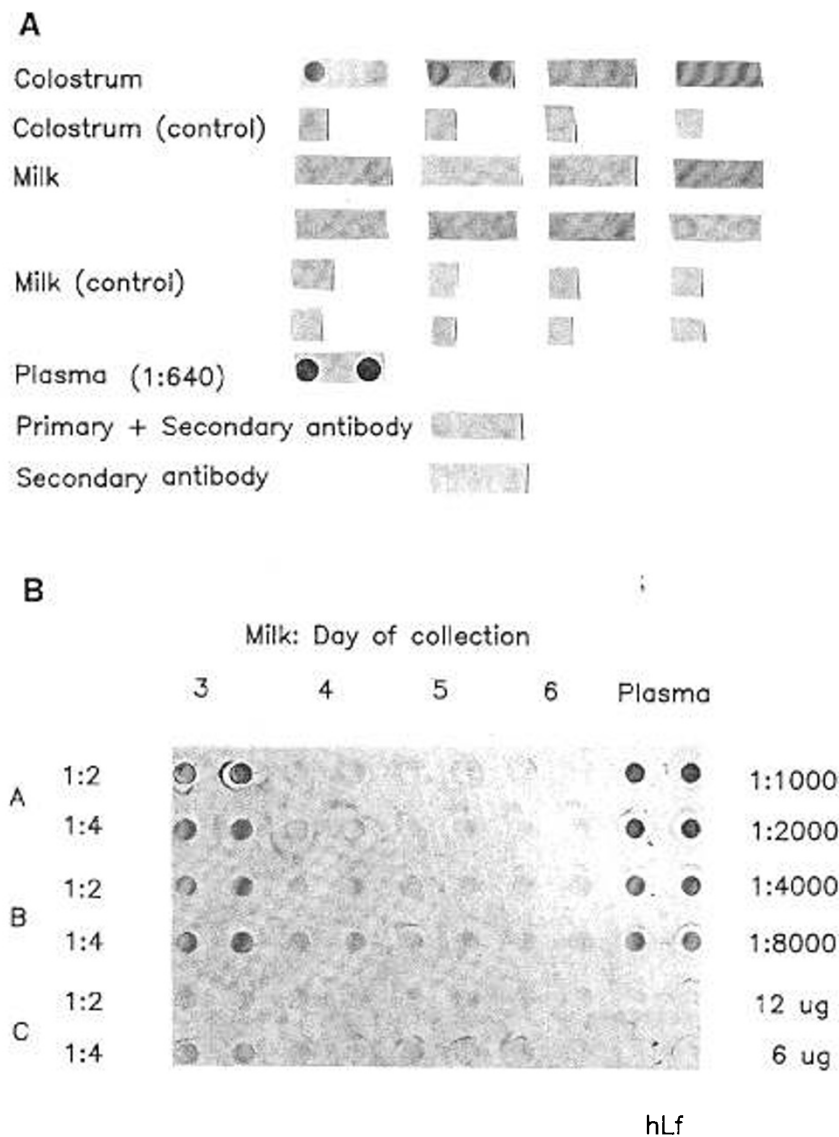 A
Colostrum
Colostrum (control)
Milk
Milk (control)
Plasma (1:640)
Primary + Secondary antibody
Secondary antibody
B
Milk: Day of collection
3 4 5 6 Plasma
A
1:2 1:1000
1:4 1:2000
B
1:2 1:4000
1:4 1:8000
C
1:2 12 ug
1:4 6 ug
hLf